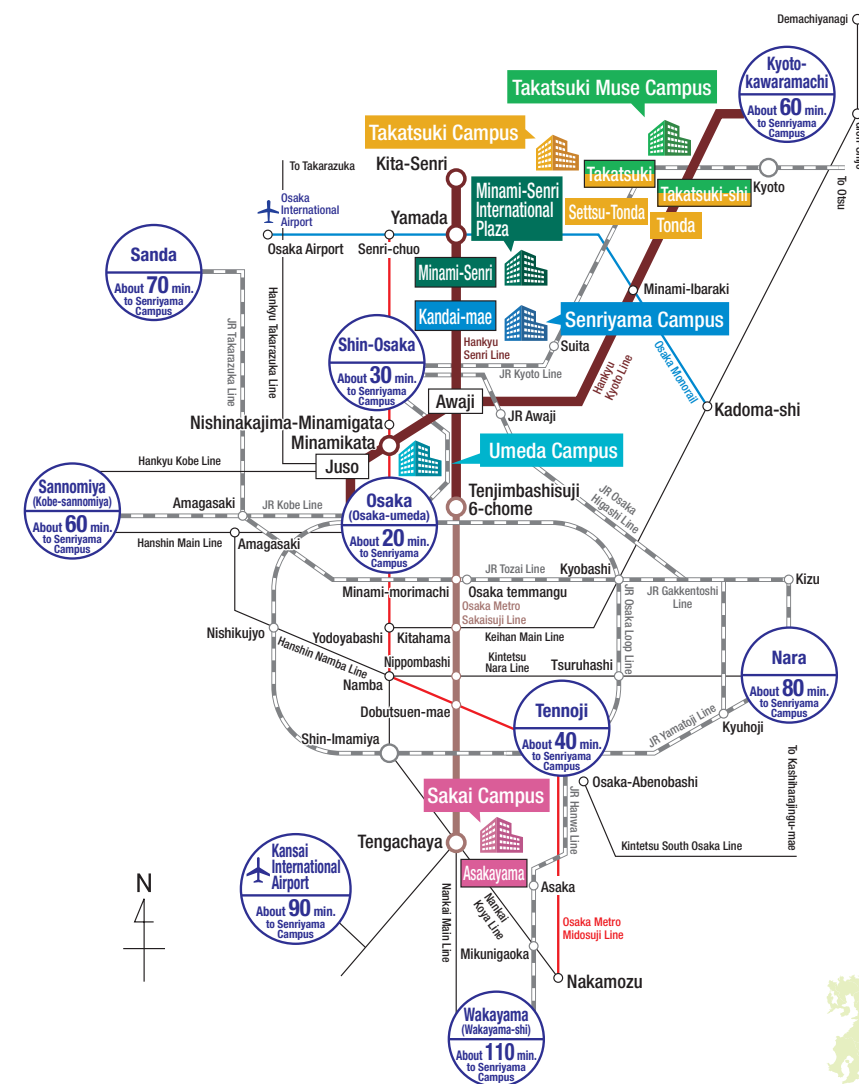 Demachiyanagi
Kyoto-
kawaramachi
About 60 min.
to Senriyama
Campus
Takatsuki Muse Campus
Takatsuki Campus
To Takarazuka
Kita-Senri
Takatsuki
Kyoto
To Otsu
Takatsuki-shi
Minami-Senri
International
Plaza
Settsu-Tonda
Tonda
Osaka
International
Airport
Yamada
Osaka Airport
Senri-chuo
Sanda
About 70 min.
to Senriyama
Campus
Minami-Senri
Minami-Ibaraki
Kandai-mae
Senriyama Campus
Hankyu Takarazuka Line
JR Takarazuka Line
Shin-Osaka
About 30 min.
to Senriyama
Campus
Hankyu
Senri Line
Suita
JR Kyoto Line
Hankyu
Kyoto Line
Osaka Monorail
Awaji
JR Awaji
Kadoma-shi
Nishinakajima-Minamigata
Minamikata
Umeda Campus
Juso
Hankyu Kobe Line
Sannomiya
(Kobe-sannomiya)
About 60 min.
to Senriyama
Campus
Amagasaki
JR Kobe Line
Osaka
(Osaka-umeda)
About 20 min.
to Senriyama
Campus
Tenjimbashisuji
6-chome
JR Osaka
Higashi Line
Hanshin Main Line
Amagasaki
JR Tozai Line
Kyobashi
Kizu
Minami-morimachi
Osaka temmangu
JR Gakkentoshi
Line
Osaka Metro
Sakaisuji Line
JR Osaka Loop Line
Nishikujyo
Yodoyabashi
Kitahama
Keihan Main Line
Hanshin Namba Line
Nippombashi
Kintetsu
Nara Line
Tsuruhashi
Nara
About 80 min.
to Senriyama
Campus
Namba
Dobutsuen-mae
Tennoji
About 40 min.
to Senriyama
Campus
JR Yamatoji Line
Kyuhoji
Shin-Imamiya
To Kashiharajingu-mae
Osaka-Abenobashi
Sakai Campus
JR Hanwa Line
Tengachaya
Kintetsu South Osaka Line
Kansai
International
Airport
About 90 min.
to Senriyama
Campus
Asakayama
Asaka
N
Nankai Main Line
Nankai
Koya Line
Osaka Metro
Midosuji Line
Mikunigaoka
Nakamozu
Wakayama
(Wakayama-shi)
About 110 min.
to Senriyama
Campus